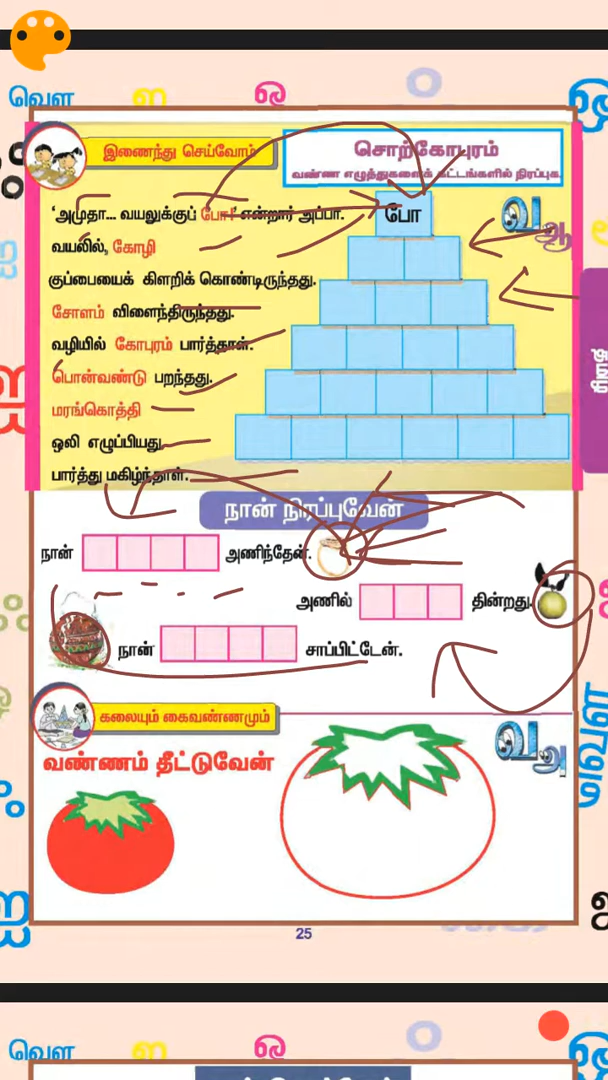 வௌ ஐ ஓ
இணைந்து செய்வோம்
சொற்கோபுரம்
வண்ண எழுத்துகளைக் கட்டங்களில் நிரப்புக
'அமுதா... வயலுக்குப் போ!' என்றார் அப்பா.
போ
வயலில், கோழி
குப்பையைக் கிளறிக் கொண்டிருந்தது.
சோளம் விளைந்திருந்தது.
வழியில் கோபுரம் பார்த்தாள்.
பொன்வண்டு பறந்தது.
மரங்கொத்தி
ஒலி எழுப்பியது
பார்த்து மகிழ்ந்தாள்.
நான் நிரப்புவேன்
நான் அணிந்தேன்.
அணில் தின்றது.
நான் சாப்பிட்டேன்.
கலையும் கைவண்ணமும்
வண்ணம் தீட்டுவேன்
25
வௌ ஐ ஓ